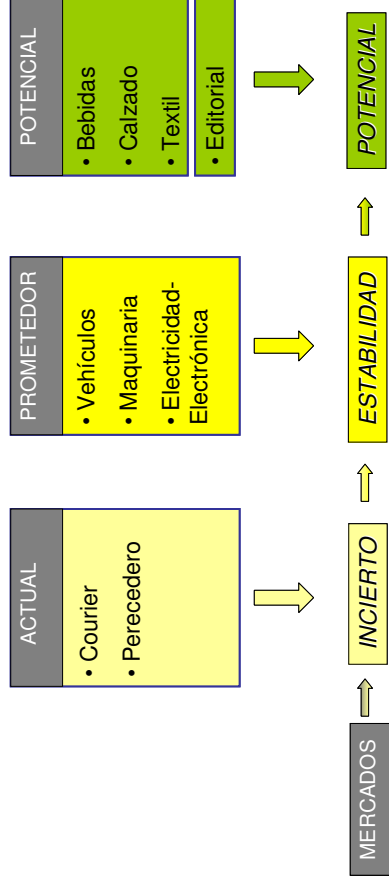 ACTUAL
• Courier
• Perecedero
PROMETEDOR
• Vehículos
• Maquinaria
• Electricidad-
Electrónica
POTENCIAL
• Bebidas
• Calzado
• Textil
• Editorial
MERCADOS
INCIERTO
ESTABILIDAD
POTENCIAL